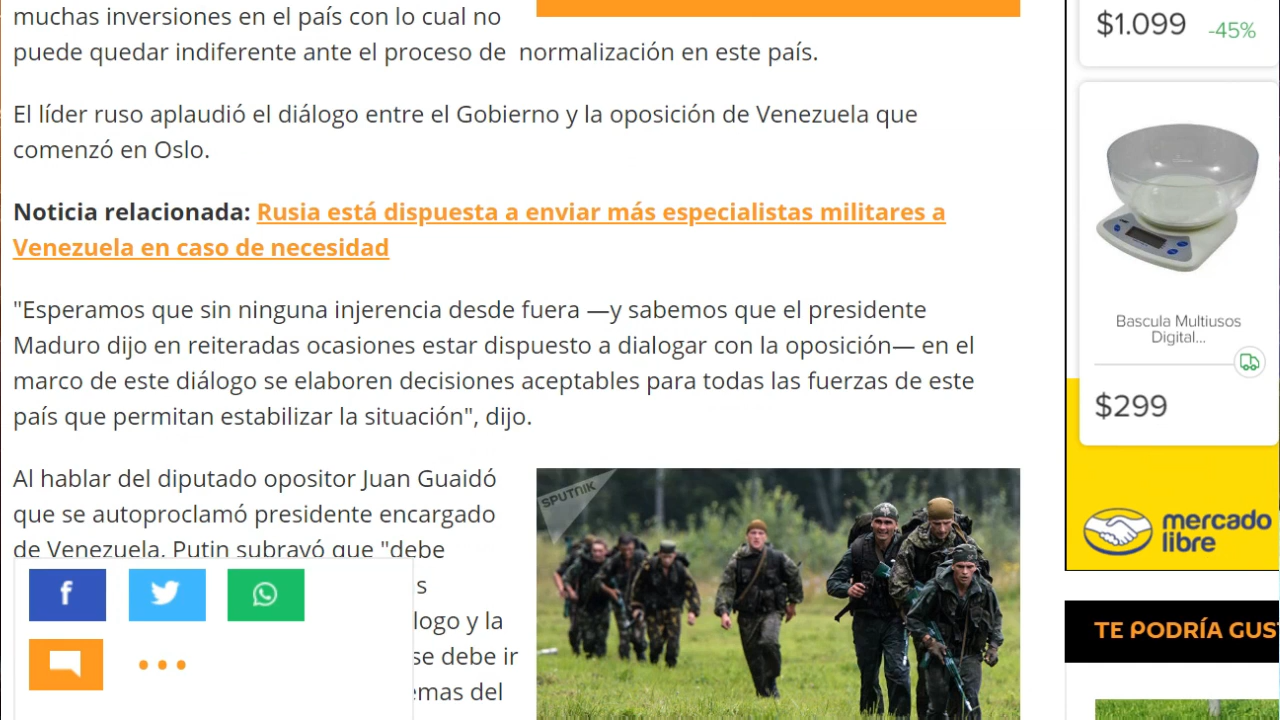 muchas inversiones en el país con lo cual no
puede quedar indiferente ante el proceso de normalización en este país.
El líder ruso aplaudió el diálogo entre el Gobierno y la oposición de Venezuela que
comenzó en Oslo.
Noticia relacionada: Rusia está dispuesta a enviar más especialistas militares a
Venezuela en caso de necesidad
"Esperamos que sin ninguna injerencia desde fuera —y sabemos que el presidente
Maduro dijo en reiteradas ocasiones estar dispuesto a dialogar con la oposición— en el
marco de este diálogo se elaboren decisiones aceptables para todas las fuerzas de este
país que permitan estabilizar la situación", dijo.
Al hablar del diputado opositor Juan Guaidó
que se autoproclamó presidente encargado
de Venezuela, Putin subrayó que "debe
s
logo y la
se debe ir
emas del
SPUTNIK
$1.099 -45%
Bascula Multiusos
Digital...
$299
mercado
libre
TE PODRÍA GUS